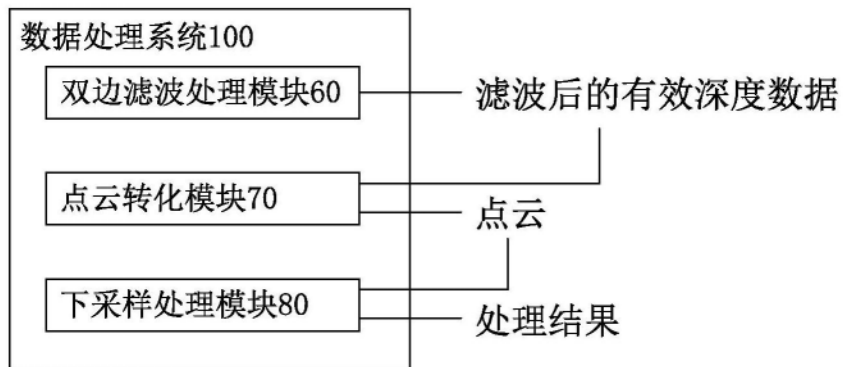 数据处理系统100
双边滤波处理模块60
滤波后的有效深度数据
点云转化模块70
点云
下采样处理模块80
处理结果